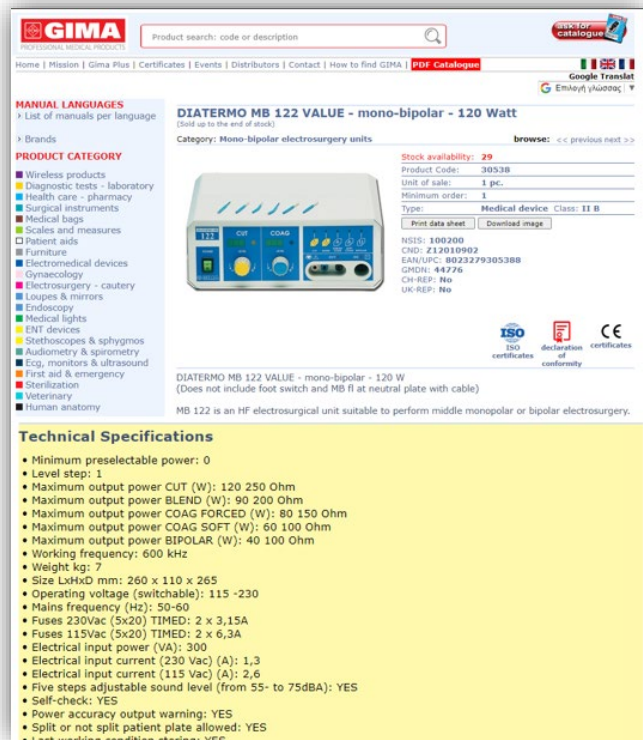 GIMA
PROFESSIONAL MEDICAL PRODUCTS
Product search: code or description
ask for
catalogue
Home | Mission | Gima Plus | Certificates | Events | Distributors | Contact | How to find GIMA | PDF Catalogue
Google Translat
G Επιλογή γλώσσας ▼
MANUAL LANGUAGES
› List of manuals per language
› Brands
PRODUCT CATEGORY
Wireless products
Diagnostic tests - laboratory
Health care - pharmacy
Surgical instruments
Medical bags
Scales and measures
Patient aids
Furniture
Electromedical devices
Gynaecology
Electrosurgery - cautery
Loupes & mirrors
Endoscopy
Medical lights
ENT devices
Stethoscopes & sphygmos
Audiometry & spirometry
Ecg, monitors & ultrasound
First aid & emergency
Sterilization
Veterinary
Human anatomy
DIATERMO MB 122 VALUE - mono-bipolar - 120 Watt
(Sold up to the end of stock)
Category: Mono-bipolar electrosurgery units browse: << previous next >>
122
CUT COAG
Stock availability: 29
Product Code: 30538
Unit of sale: 1 pc.
Minimum order: 1
Type: Medical device Class: II B
Print data sheet Download image
NSIS: 100200
CND: Z12010902
EAN/UPC: 8023279305388
GMDN: 44776
CH-REP: No
UK-REP: No
ISO
ISO certificates
declaration of conformity
CE
certificates
DIATERMO MB 122 VALUE - mono-bipolar - 120 W
(Does not include foot switch and MB fl at neutral plate with cable)
MB 122 is an HF electrosurgical unit suitable to perform middle monopolar or bipolar electrosurgery.
Technical Specifications
• Minimum preselectable power: 0
• Level step: 1
• Maximum output power CUT (W): 120 250 Ohm
• Maximum output power BLEND (W): 90 200 Ohm
• Maximum output power COAG FORCED (W): 80 150 Ohm
• Maximum output power COAG SOFT (W): 60 100 Ohm
• Maximum output power BIPOLAR (W): 40 100 Ohm
• Working frequency: 600 kHz
• Weight kg: 7
• Size LxHxD mm: 260 x 110 x 265
• Operating voltage (switchable): 115 -230
• Mains frequency (Hz): 50-60
• Fuses 230Vac (5x20) TIMED: 2 x 3,15A
• Fuses 115Vac (5x20) TIMED: 2 x 6,3A
• Electrical input power (VA): 300
• Electrical input current (230 Vac) (A): 1,3
• Electrical input current (115 Vac) (A): 2,6
• Five steps adjustable sound level (from 55- to 75dBA): YES
• Self-check: YES
• Power accuracy output warning: YES
• Split or not split patient plate allowed: YES
• Last working condition storing: YES